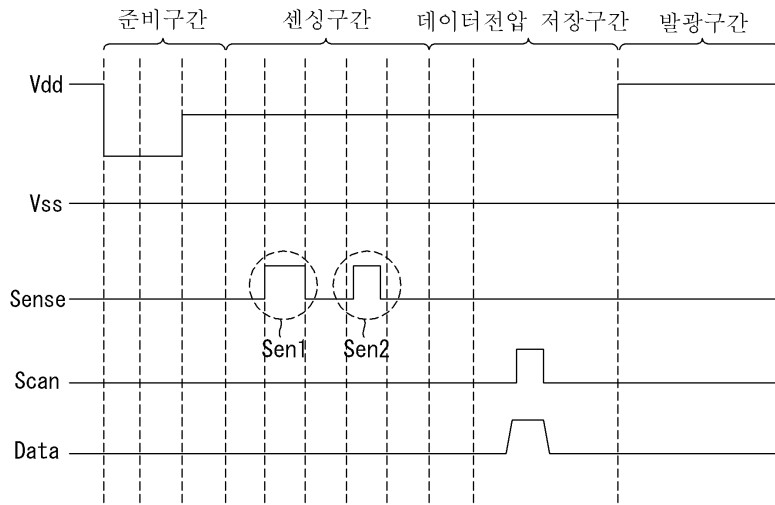 준비구간 센싱구간 데이터전압 저장구간 발광구간
Vdd
Vss
Sense
Sen1 Sen2
Scan
Data